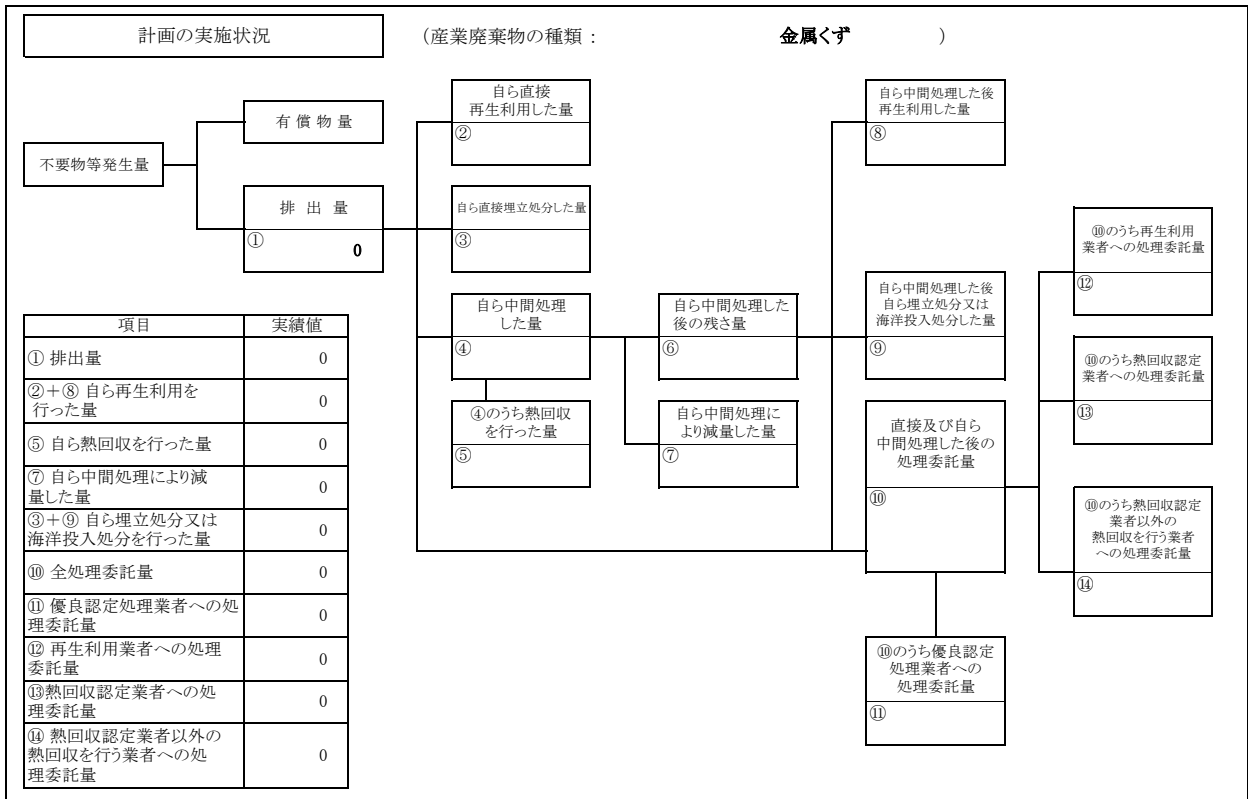 計画の実施状況
(産業廃棄物の種類： 金属くず )
自ら直接
再生利用した量
②
自ら中間処理した後
再生利用した量
⑧
有償物量
不要物等発生量
排出量
① 0
自ら直接埋立処分した量
③
⑩のうち再生利用
業者への処理委託量
⑫
自ら中間処理
した量
④
自ら中間処理した
後の残さ量
⑥
自ら中間処理した後
自ら埋立処分又は
海洋投入処分した量
⑨
⑩のうち熱回収認定
業者への処理委託量
⑬
④のうち熱回収
を行った量
⑤
自ら中間処理に
より減量した量
⑦
直接及び自ら
中間処理した後の
処理委託量
⑩
⑩のうち熱回収認定
業者以外の
熱回収を行う業者
への処理委託量
⑭
⑩のうち優良認定
処理業者への
処理委託量
⑪
項目 実績値
① 排出量 0
②＋⑧ 自ら再生利用を
行った量 0
⑤ 自ら熱回収を行った量 0
⑦ 自ら中間処理により減
量した量 0
③＋⑨ 自ら埋立処分又は
海洋投入処分を行った量 0
⑩ 全処理委託量 0
⑪ 優良認定処理業者への処
理委託量 0
⑫ 再生利用業者への処理
委託量 0
⑬熱回収認定業者への処
理委託量 0
⑭ 熱回収認定業者以外の
熱回収を行う業者への処
理委託量 0